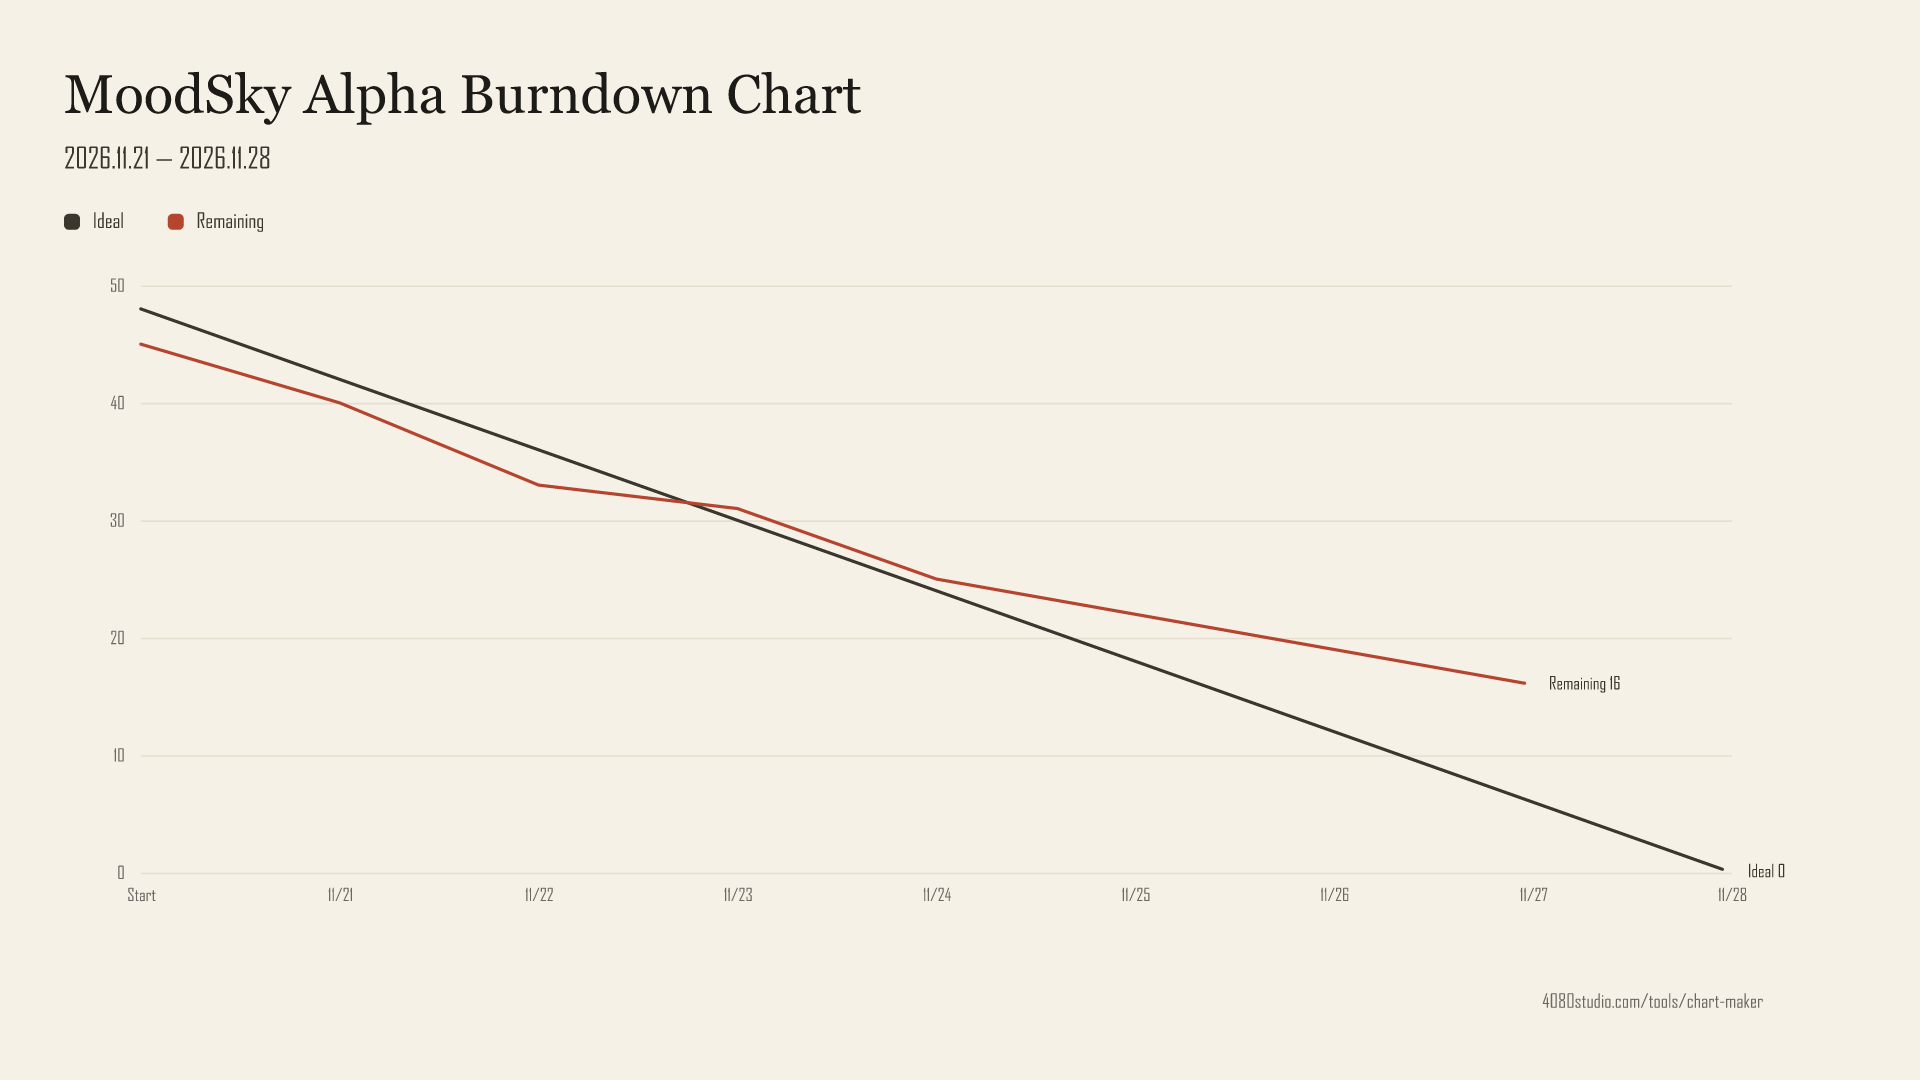 MoodSky Alpha Burndown Chart
2026.11.21 – 2026.11.28
Ideal Remaining
50
40
30
20
10
0
Remaining 16
Ideal 0
Start 11/21 11/22 11/23 11/24 11/25 11/26 11/27 11/28
4080studio.com/tools/chart-maker